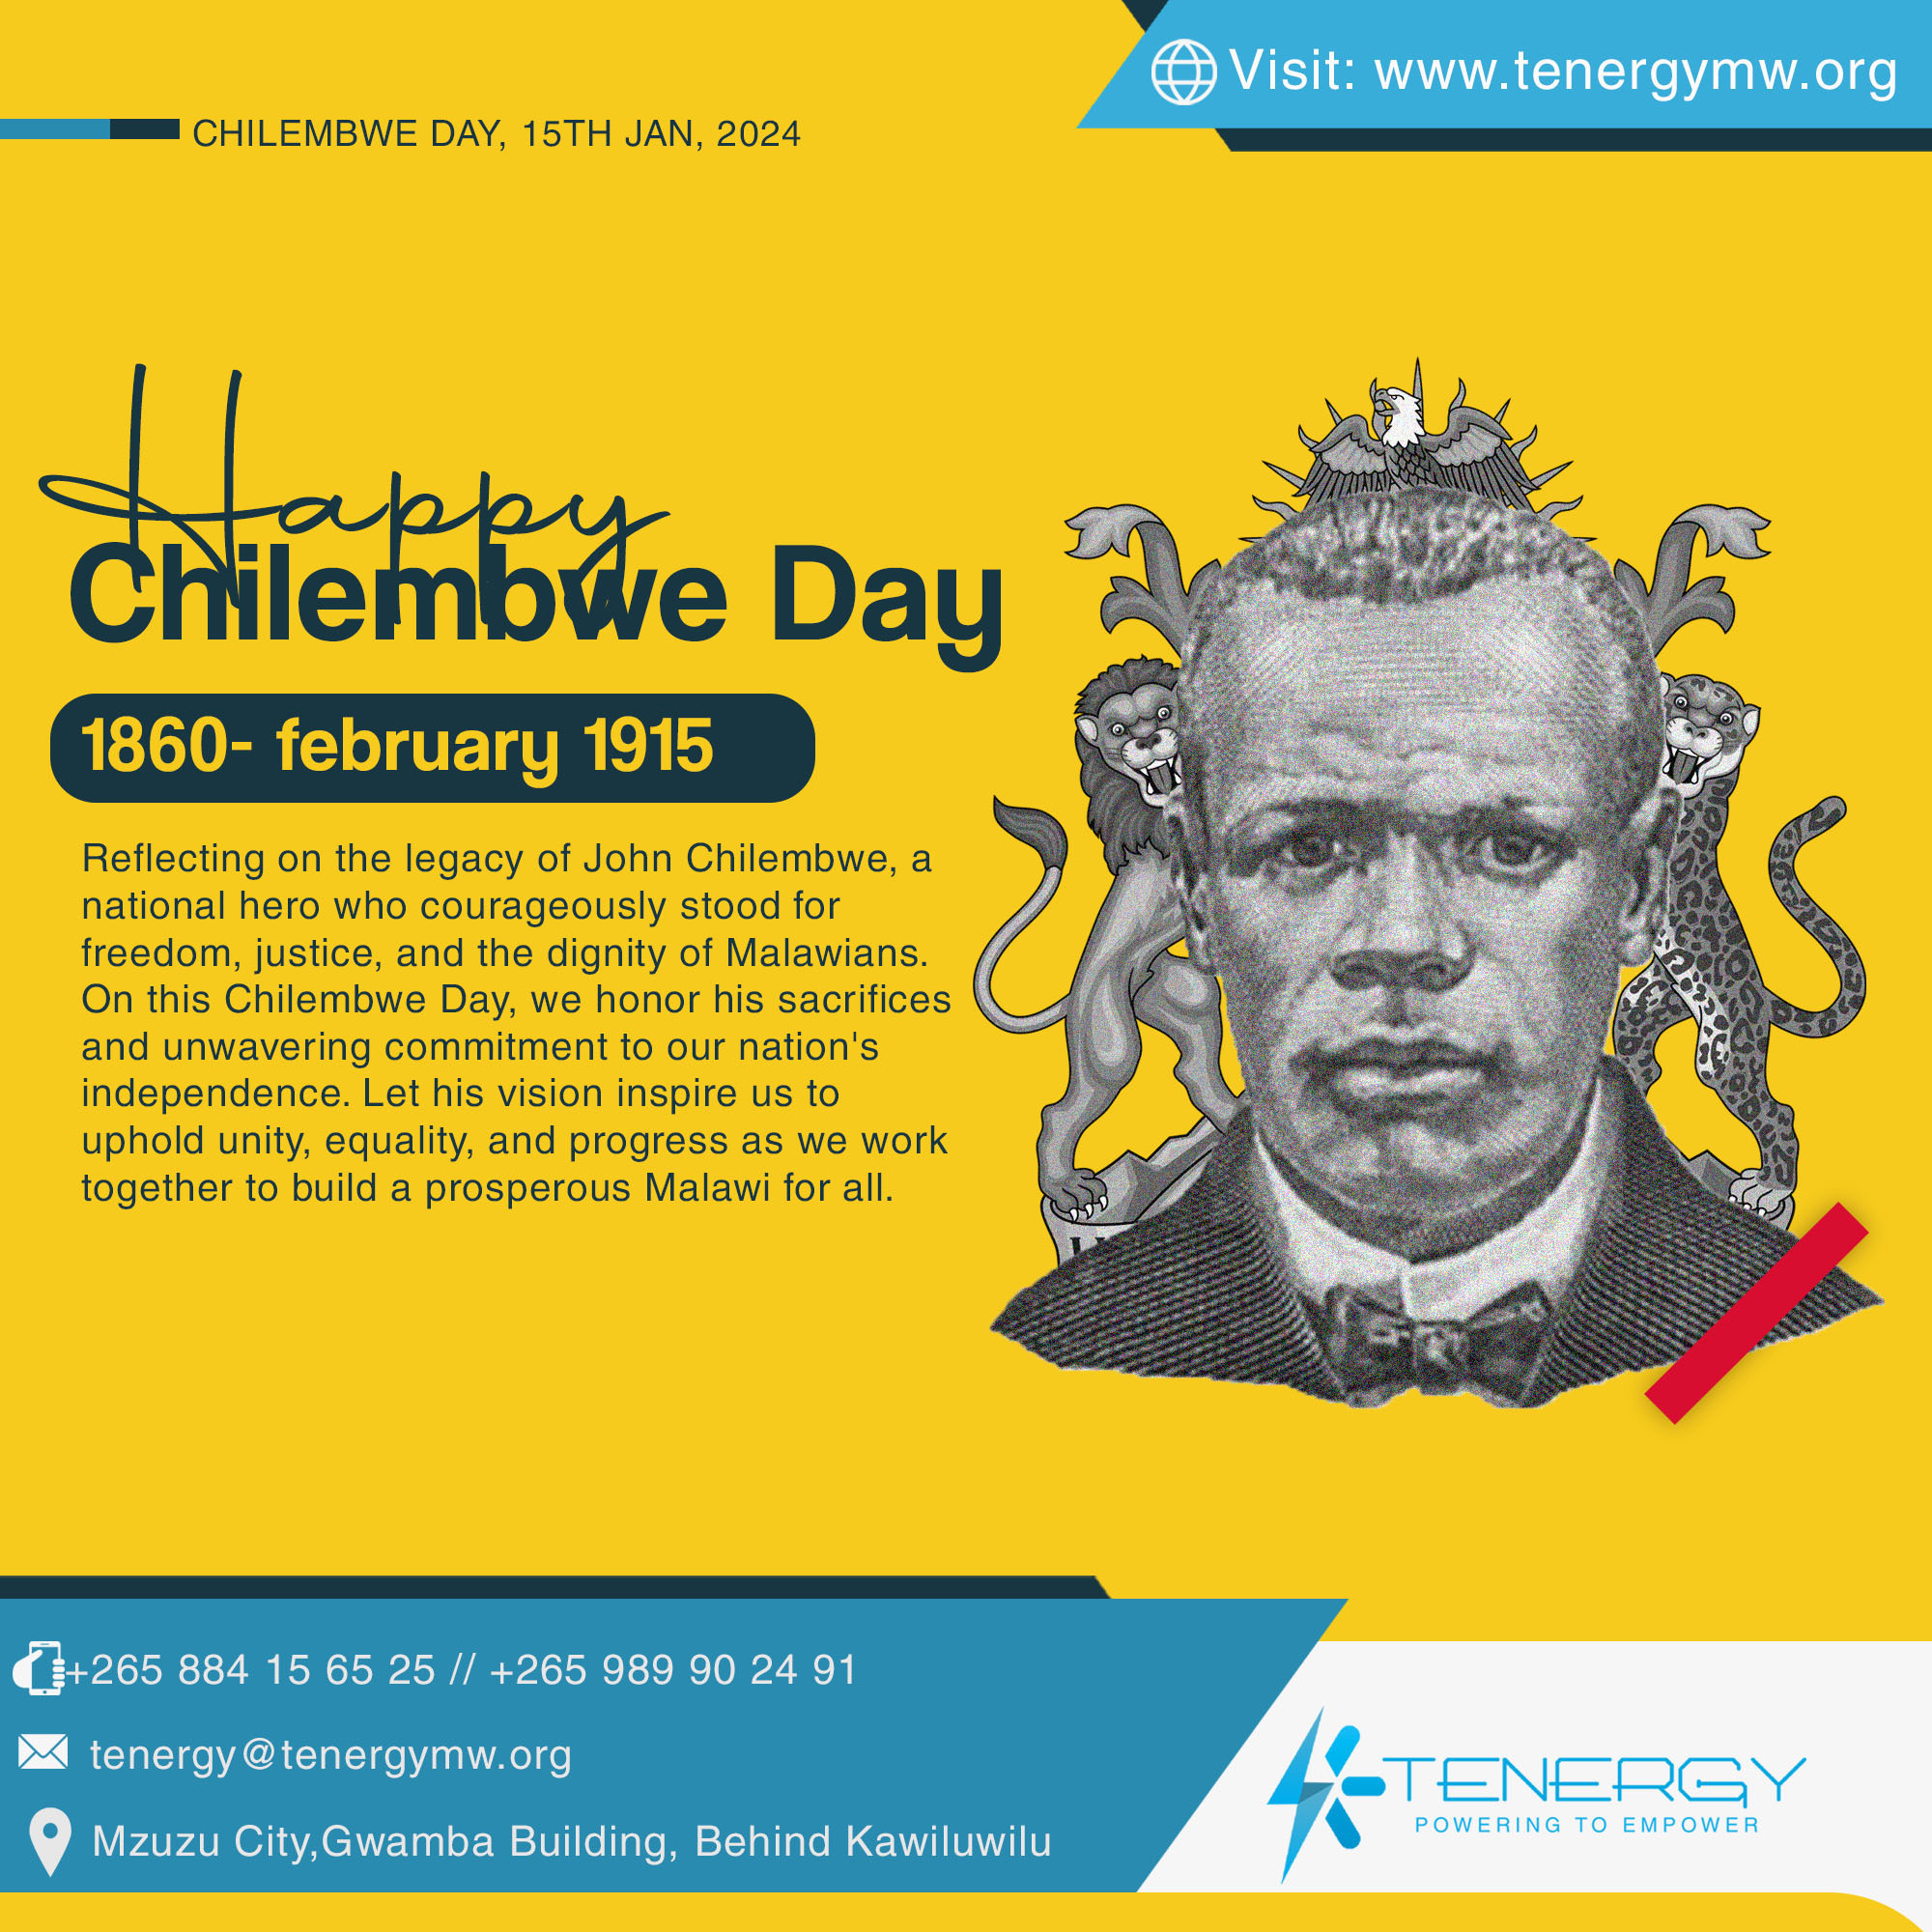 Visit: www.tenergymw.org
CHILEMBWE DAY, 15TH JAN, 2024
Happy
Chilembwe Day
1860- february 1915
Reflecting on the legacy of John Chilembwe, a
national hero who courageously stood for
freedom, justice, and the dignity of Malawians.
On this Chilembwe Day, we honor his sacrifices
and unwavering commitment to our nation's
independence. Let his vision inspire us to
uphold unity, equality, and progress as we work
together to build a prosperous Malawi for all.
+265 884 15 65 25 // +265 989 90 24 91
tenergy@tenergymw.org
Mzuzu City,Gwamba Building, Behind Kawiluwilu
TENERGY
POWERING TO EMPOWER